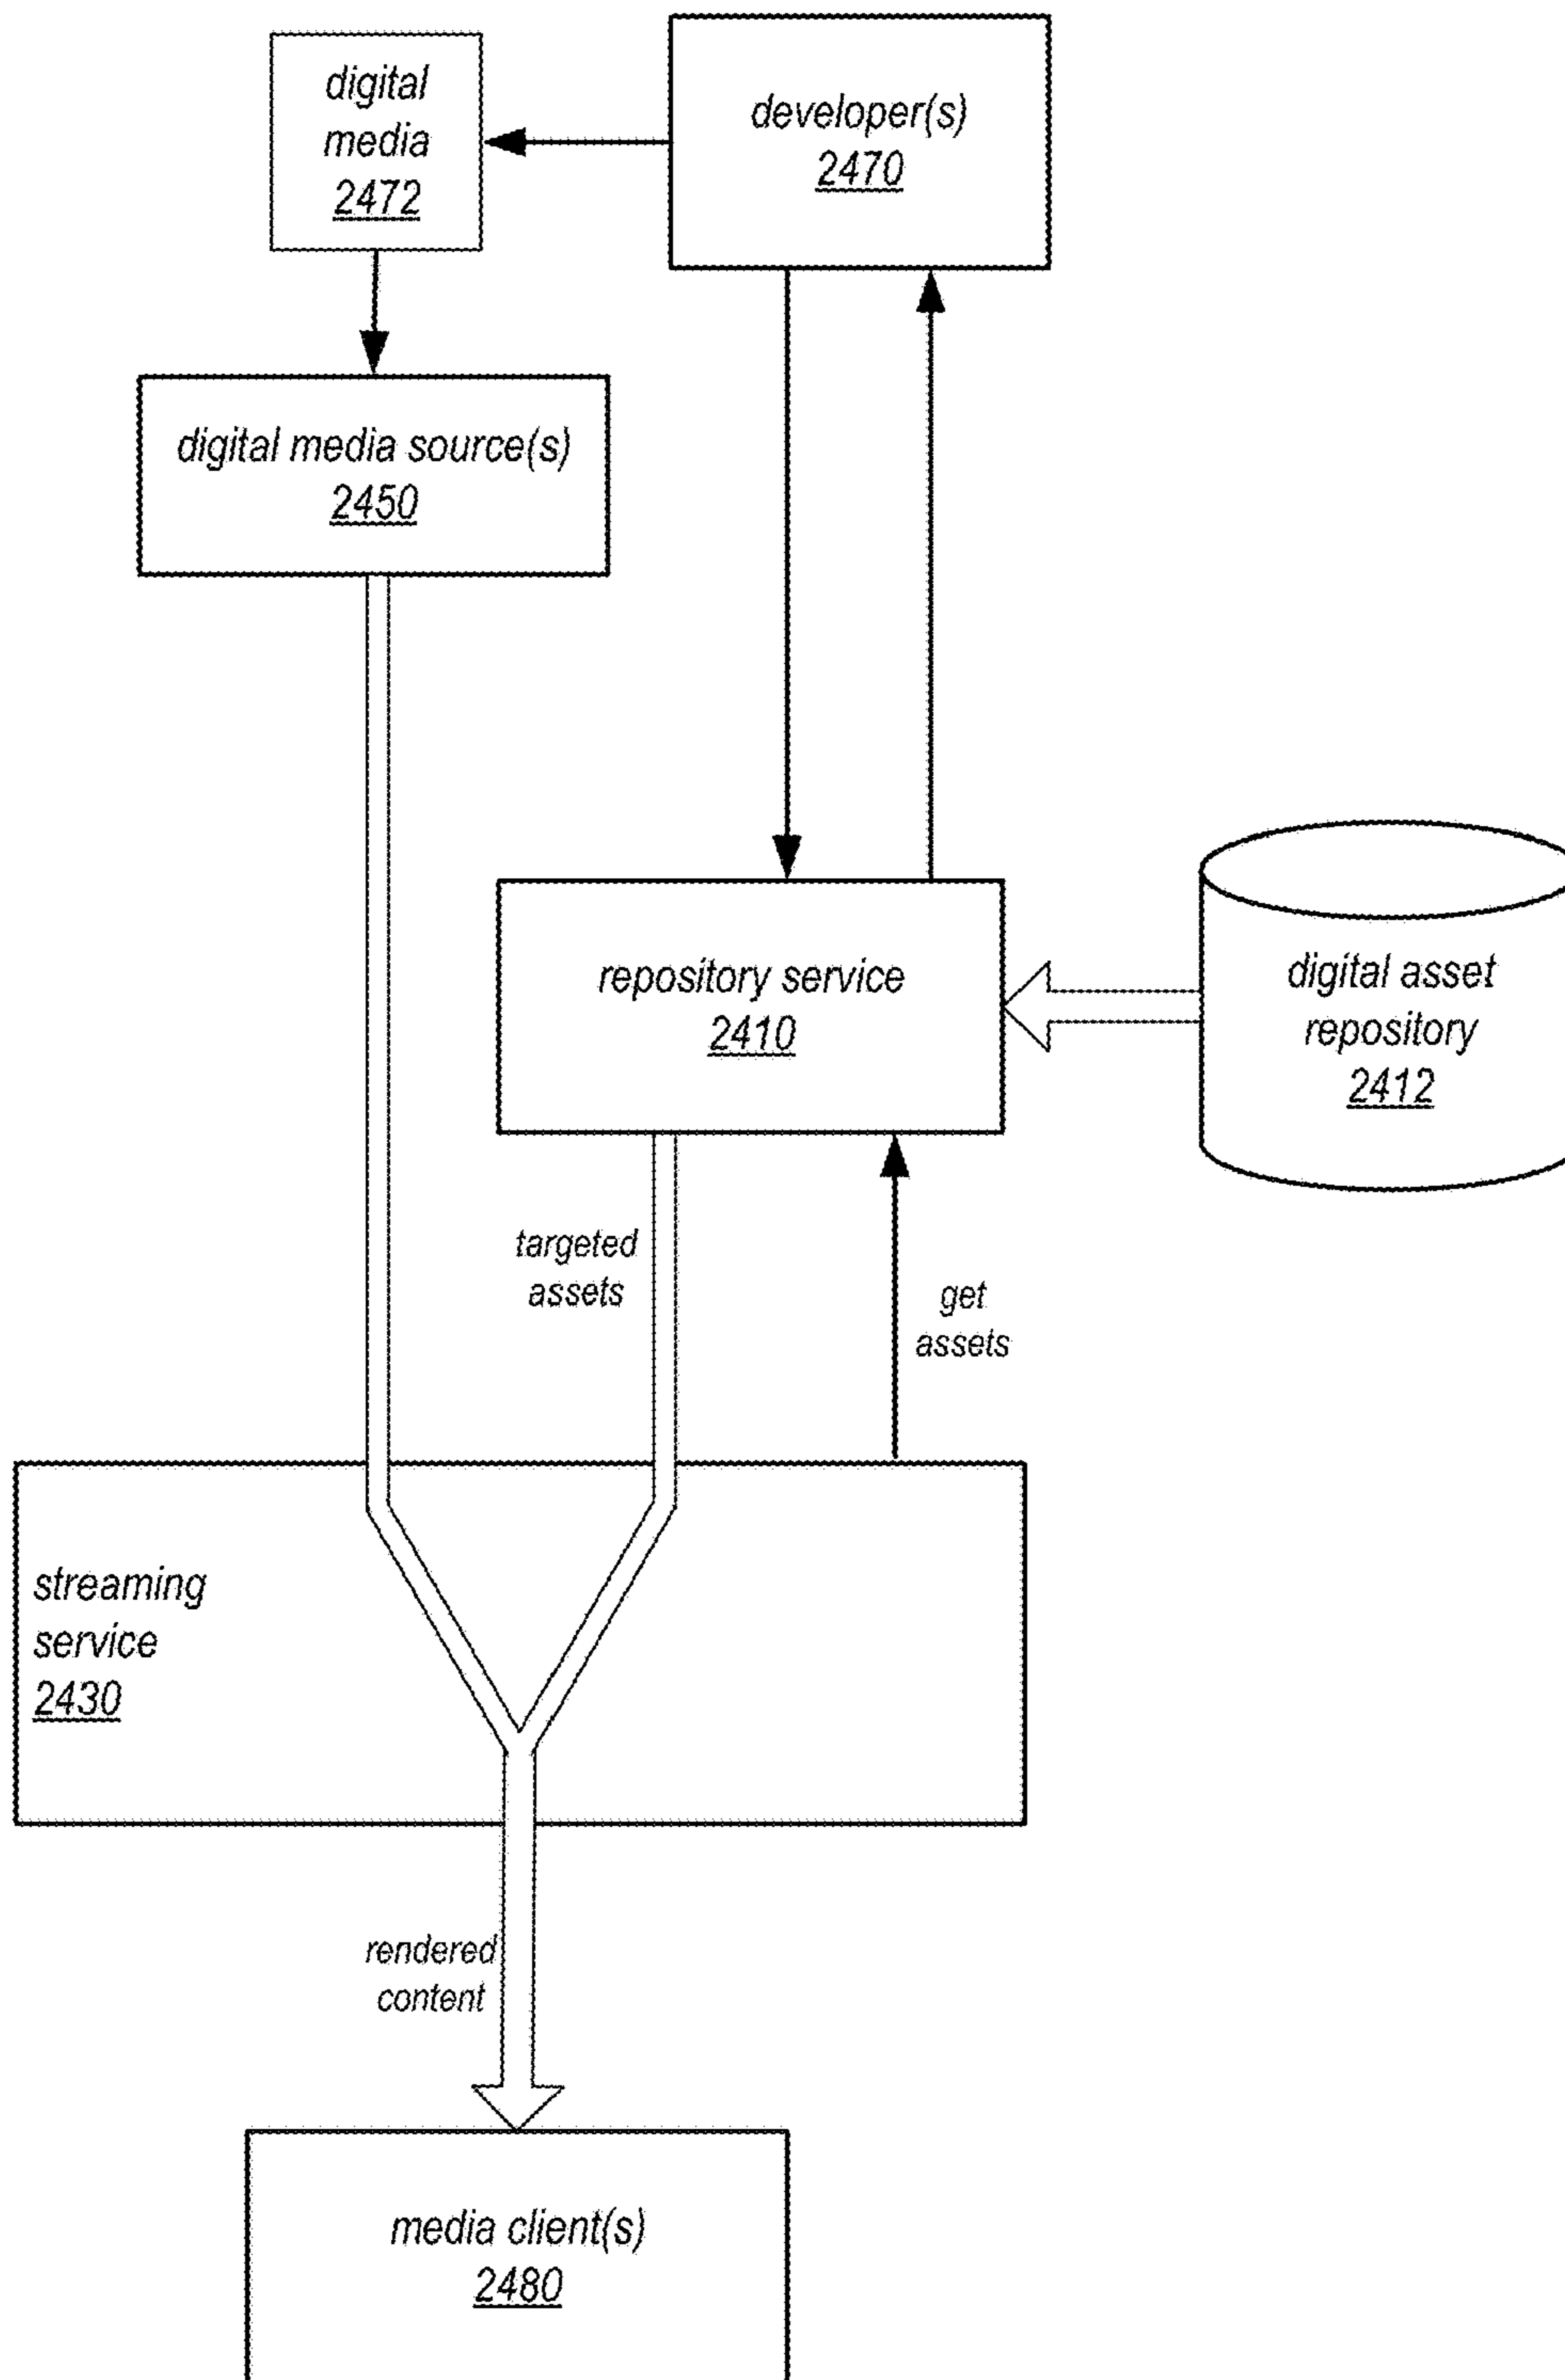 digital
media
2472
developer(s)
2470
digital media source(s)
2450
repository service
2410
digital asset
repository
2412
targeted
assets
get
assets
streaming
service
2430
rendered
content
media client(s)
2480